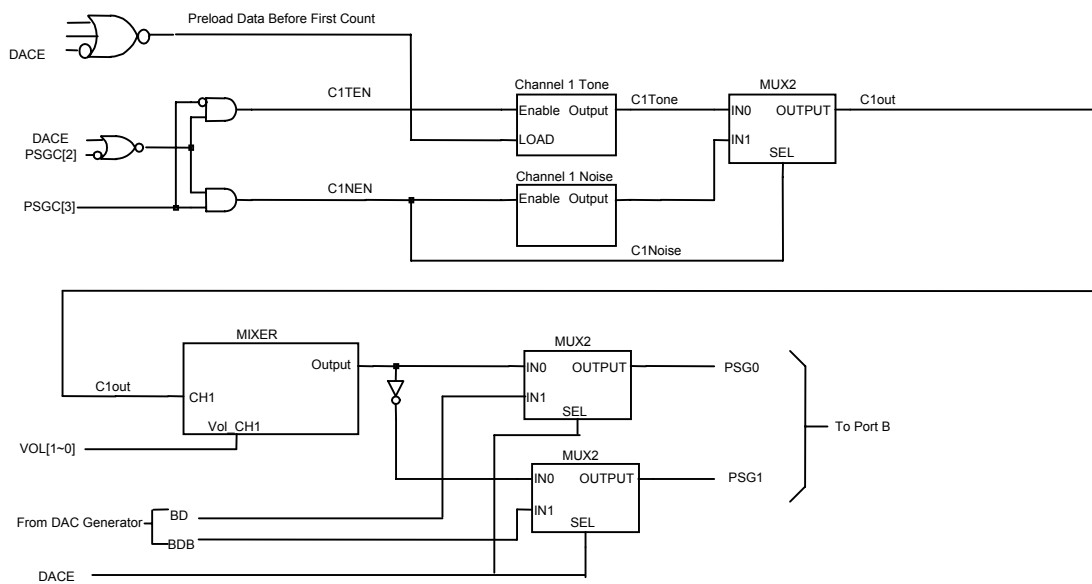 Preload Data Before First Count
DACE
Channel 1 Tone
MUX2
C1TEN
Enable Output
C1Tone
IN0 OUTPUT
C1out
LOAD
IN1
DACE
PSGC[2]
SEL
Channel 1 Noise
C1NEN
Enable Output
PSGC[3]
C1Noise
MIXER
MUX2
Output
IN0 OUTPUT
PSG0
C1out
CH1
IN1
SEL
Vol_CH1
To Port B
VOL[1~0]
MUX2
IN0 OUTPUT
PSG1
From DAC Generator
BD
IN1
SEL
BDB
DACE